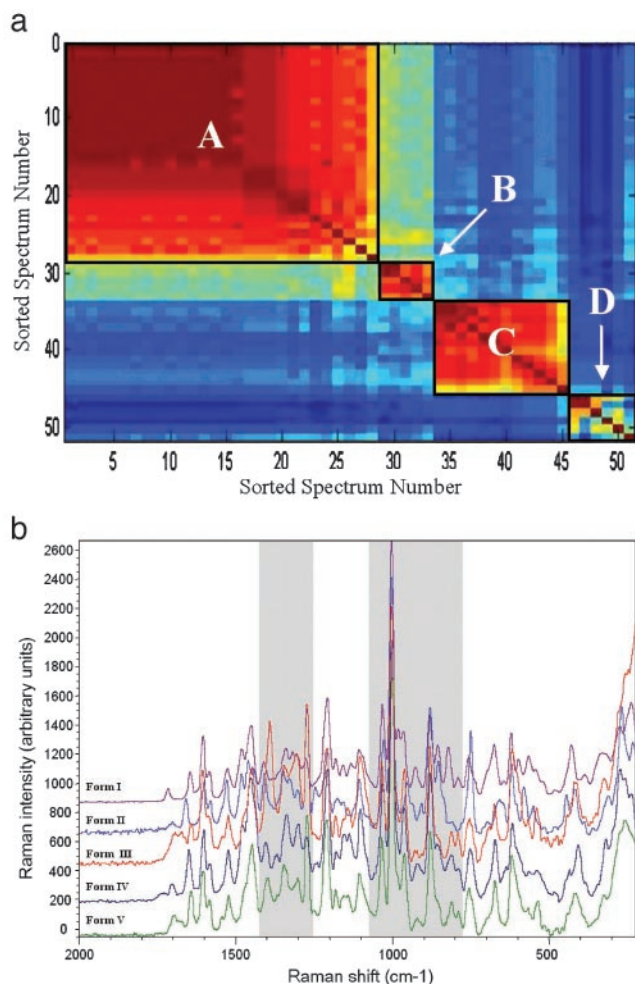 a
0
10
20
30
40
50
Sorted Spectrum Number
A
B
C
D
5 10 15 20 25 30 35 40 45 50
Sorted Spectrum Number
b
2600
2400
2200
2000
1800
1600
1400
1200
1000
800
600
400
200
0
Raman intensity (arbitrary units)
Form I
Form II
Form III
Form IV
Form V
2000 1500 1000 500
Raman shift (cm-1)